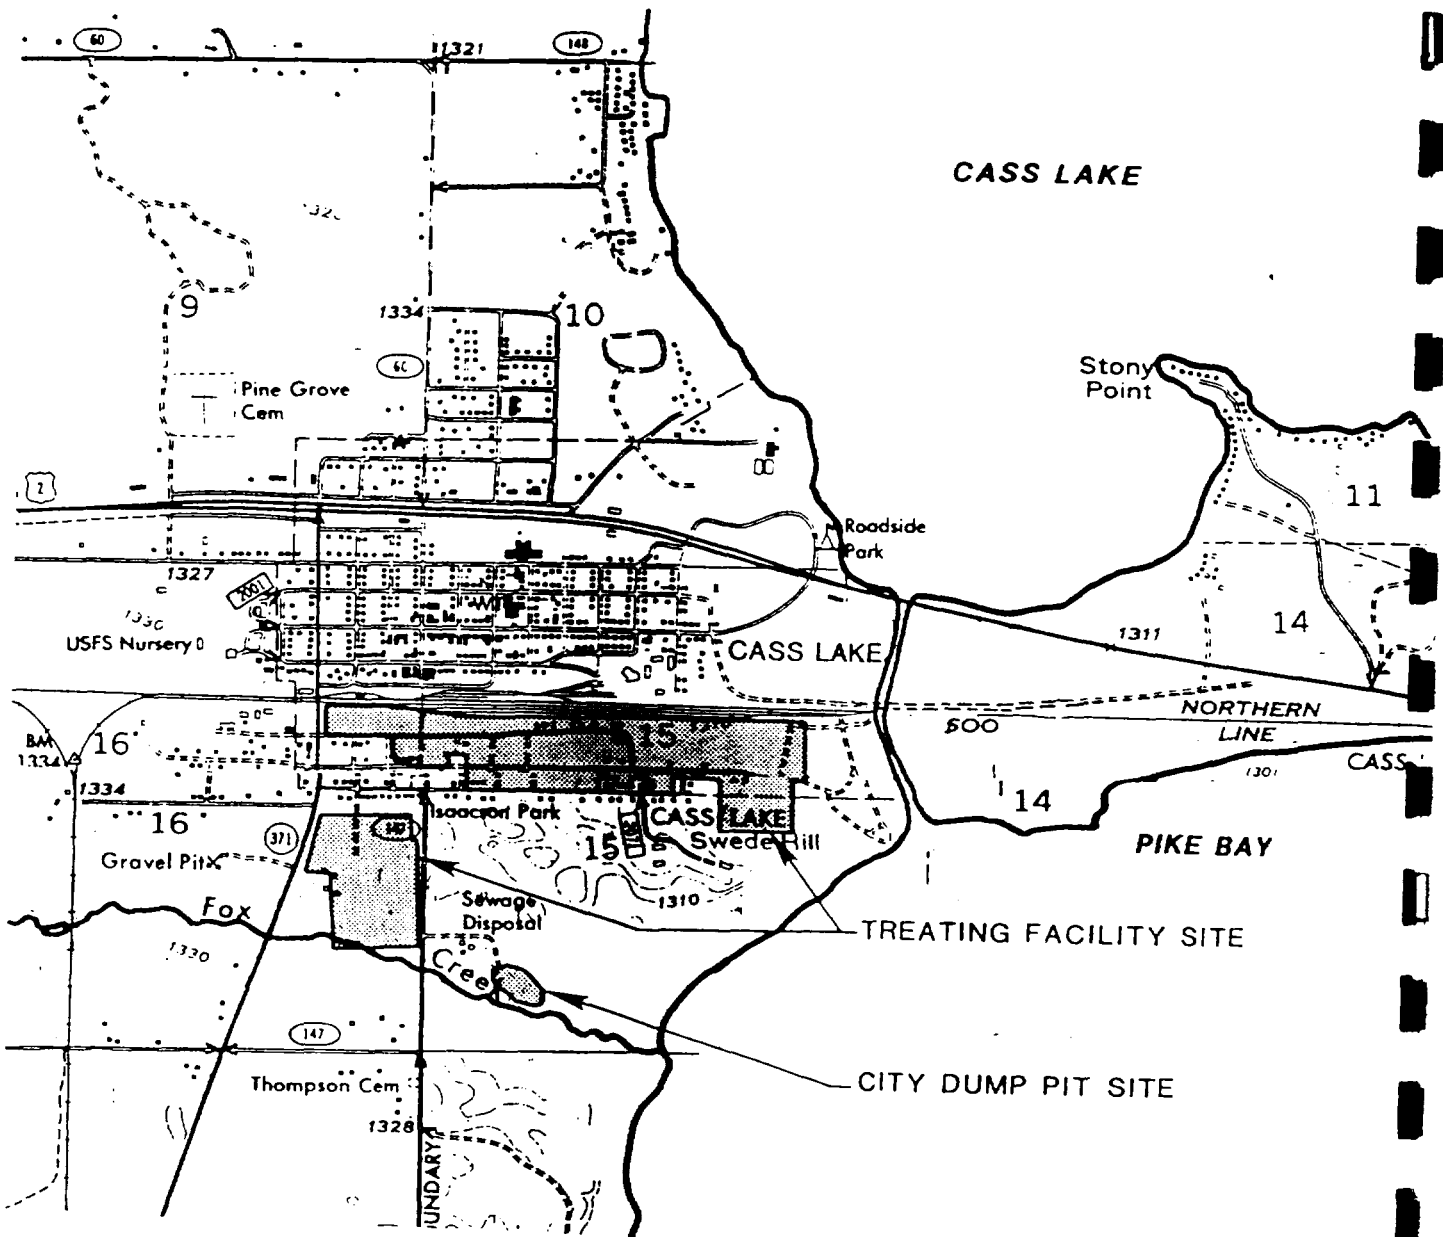 60
148
1321
CASS LAKE
132
9
1334
10
60
Stony
Point
Pine Grove
Cem
2
11
Roadside
Park
1327
1330
USFS Nursery
CASS LAKE
1311
14
NORTHERN
LINE
600
BM
1334
16
15
CASS
1301
1334
14
16
Isaacson Park
CASS LAKE
371
147
15
Swede Hill
PIKE BAY
Gravel Pit
1310
Fox
Sewage
Disposal
TREATING FACILITY SITE
1330
Cree
147
CITY DUMP PIT SITE
Thompson Cem
1328
UNDARY